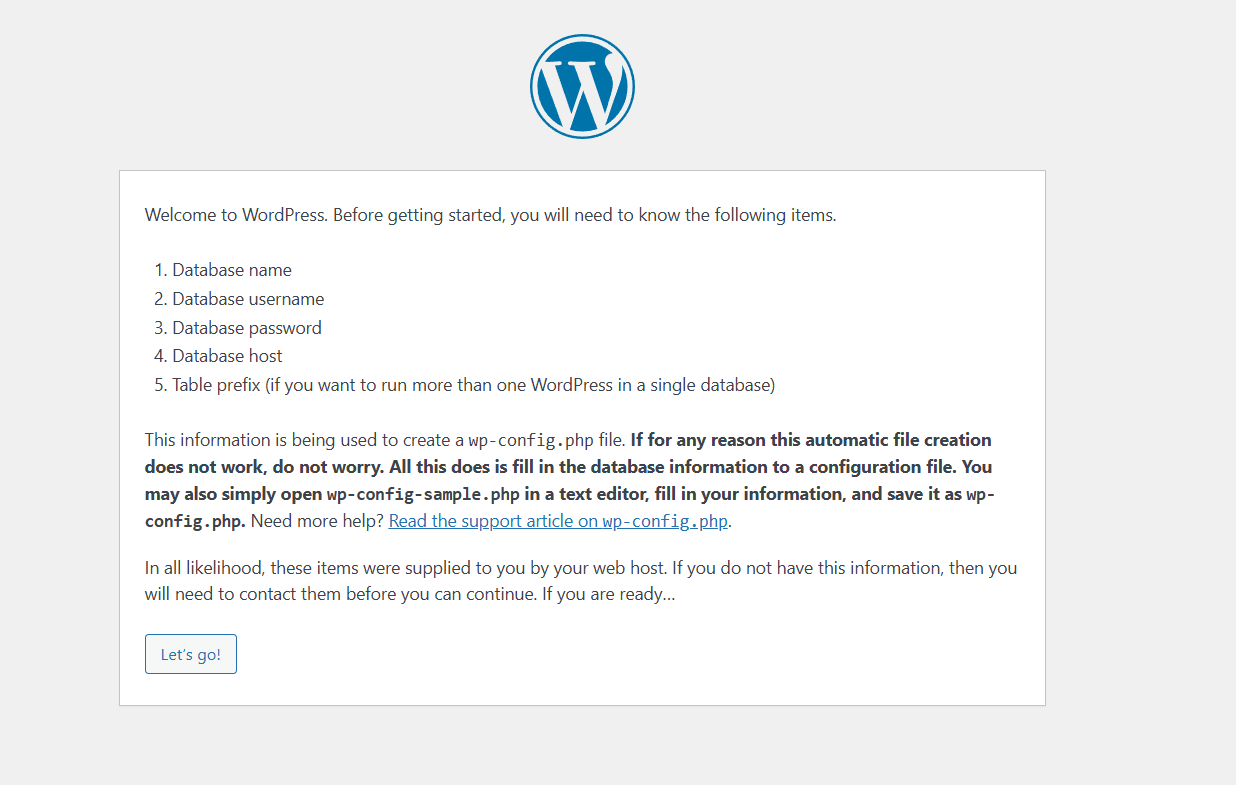 W
Welcome to WordPress. Before getting started, you will need to know the following items.
1. Database name
2. Database username
3. Database password
4. Database host
5. Table prefix (if you want to run more than one WordPress in a single database)
This information is being used to create a wp-config.php file. If for any reason this automatic file creation
does not work, do not worry. All this does is fill in the database information to a configuration file. You
may also simply open wp-config-sample.php in a text editor, fill in your information, and save it as wp-
config.php. Need more help? Read the support article on wp-config.php.
In all likelihood, these items were supplied to you by your web host. If you do not have this information, then you
will need to contact them before you can continue. If you are ready…
Let’s go!